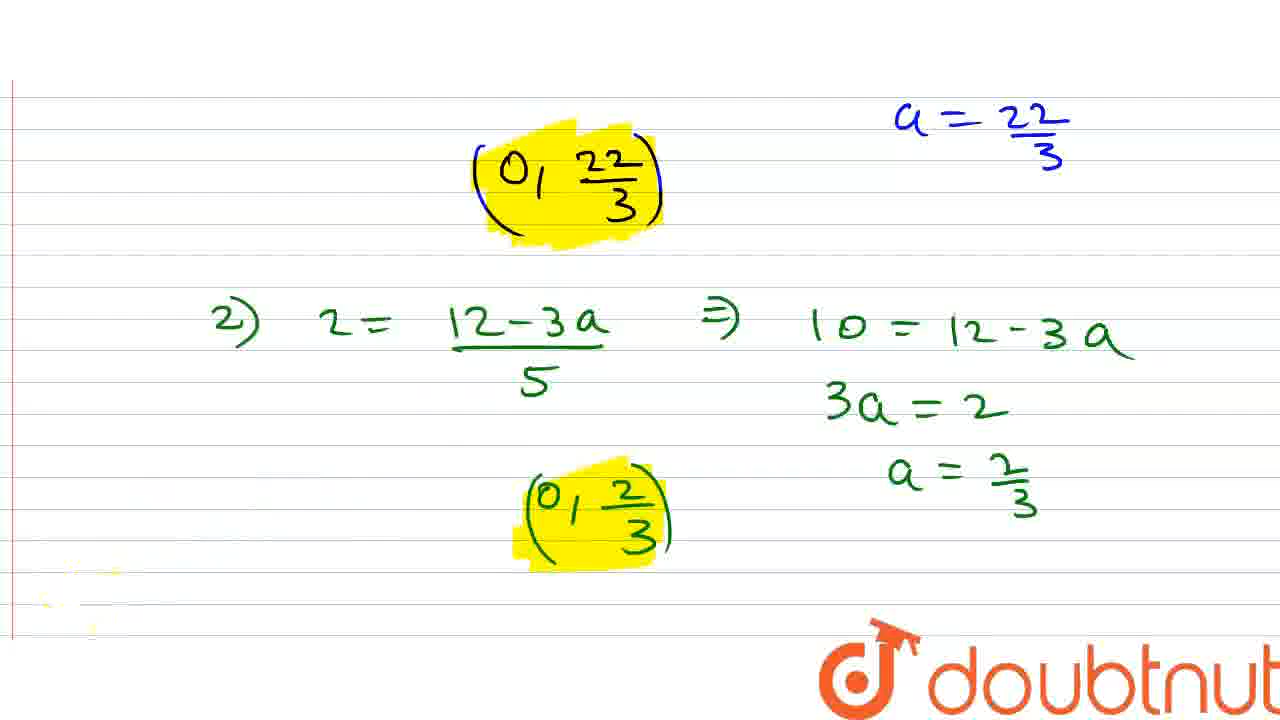 a = 22/3
(0, 22/3)
2) 2 = (12 - 3a)/5 ⇒ 10 = 12 - 3a
3a = 2
a = 2/3
(0, 2/3)
doubtnut